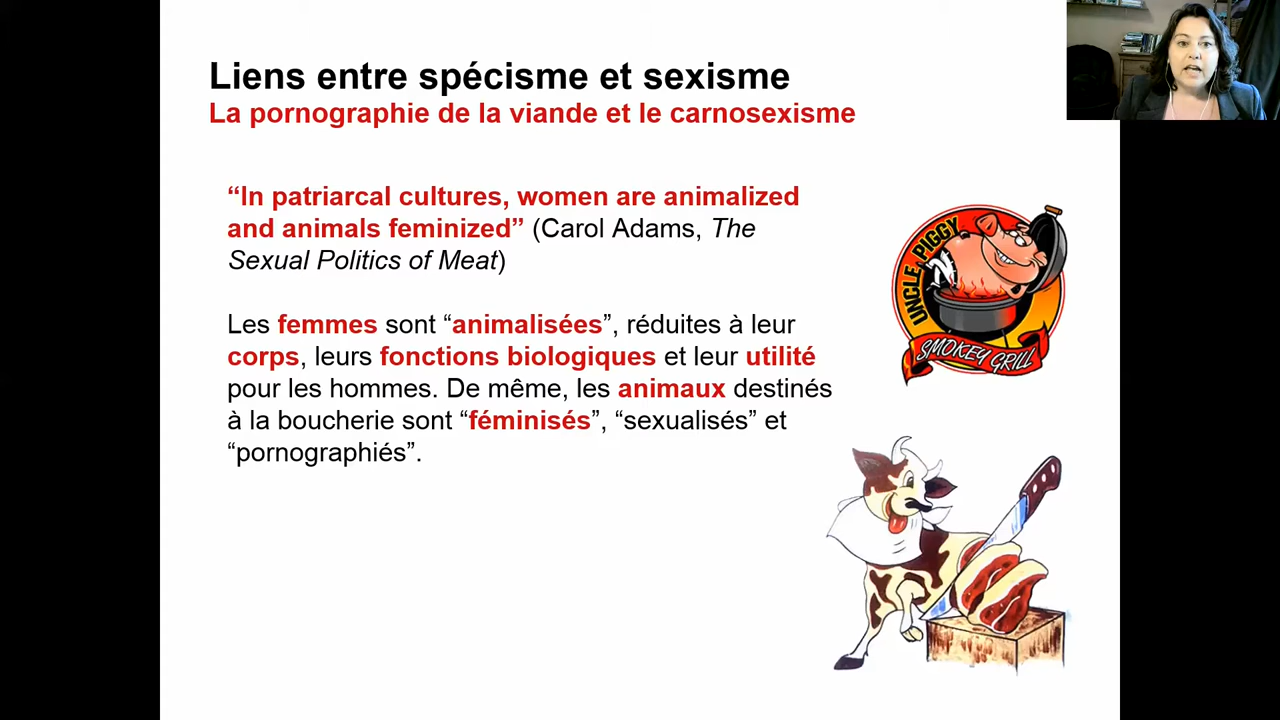 Liens entre spécisme et sexisme
La pornographie de la viande et le carnosexisme
“In patriarcal cultures, women are animalized
and animals feminized” (Carol Adams, The
Sexual Politics of Meat)
Les femmes sont “animalisées”, réduites à leur
corps, leurs fonctions biologiques et leur utilité
pour les hommes. De même, les animaux destinés
à la boucherie sont “féminisés”, “sexualisés” et
“pornographiés”.
UNCLE PIGGY
SMOKEY GRILL